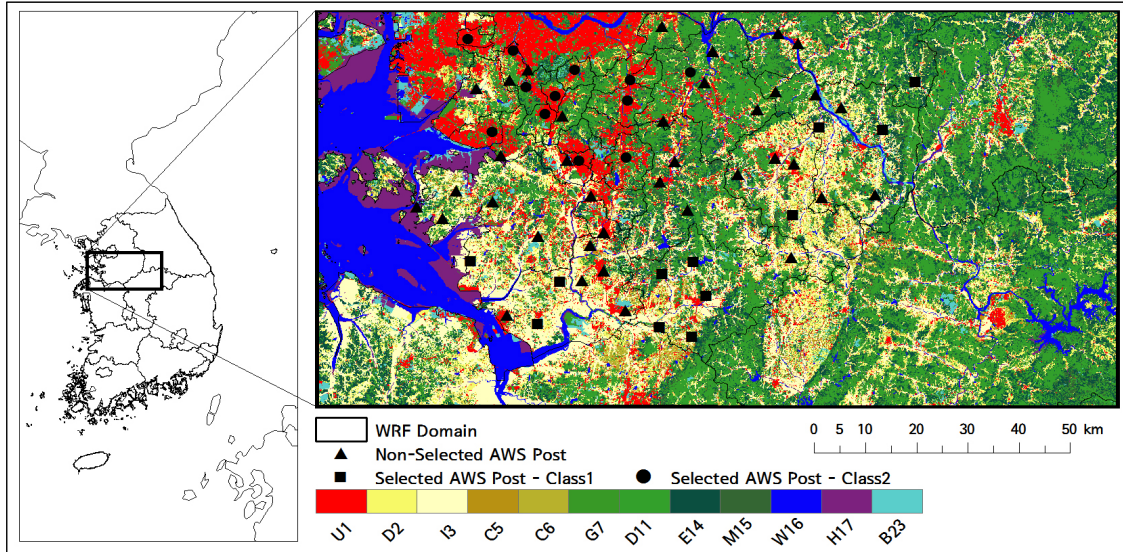 WRF Domain
Non-Selected AWS Post
Selected AWS Post - Class1
Selected AWS Post - Class2
0 10 20 30 40 50 km
U1 D2 I3 C5 C6 G7 D11 E14 M15 W16 H17 B23